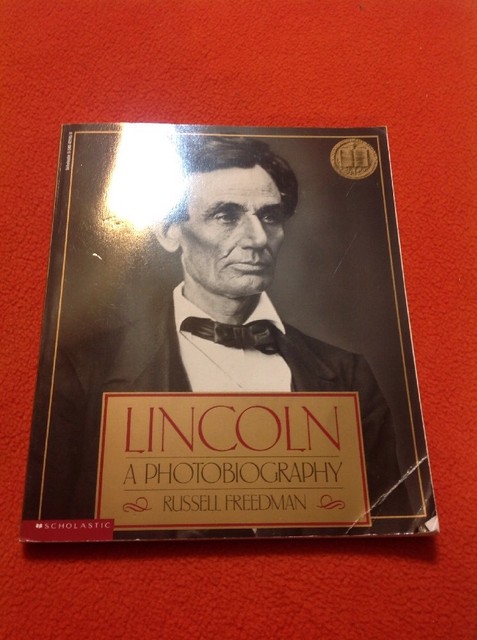 LINCOLN
A PHOTOBIOGRAPHY
RUSSELL FREEDMAN
SCHOLASTIC